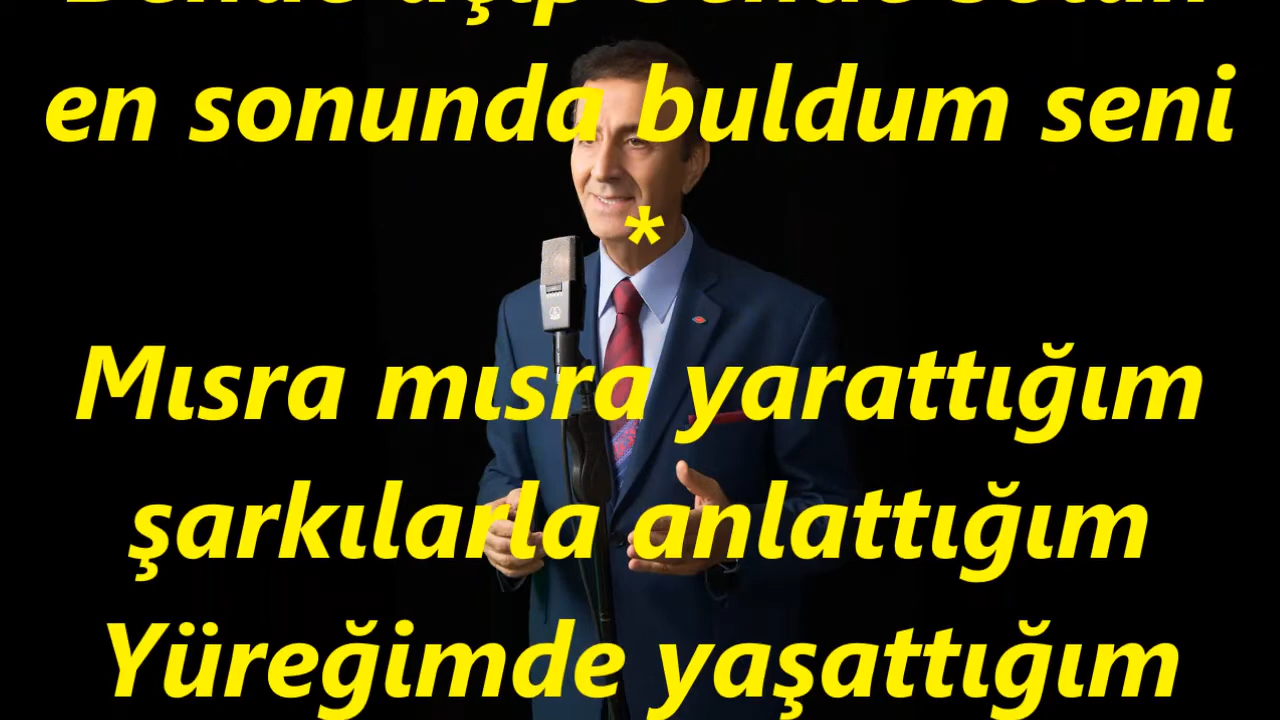 en sonunda buldum seni
*
Mısra mısra yarattığım
şarkılarla anlattığım
Yüreğimde yaşattığım